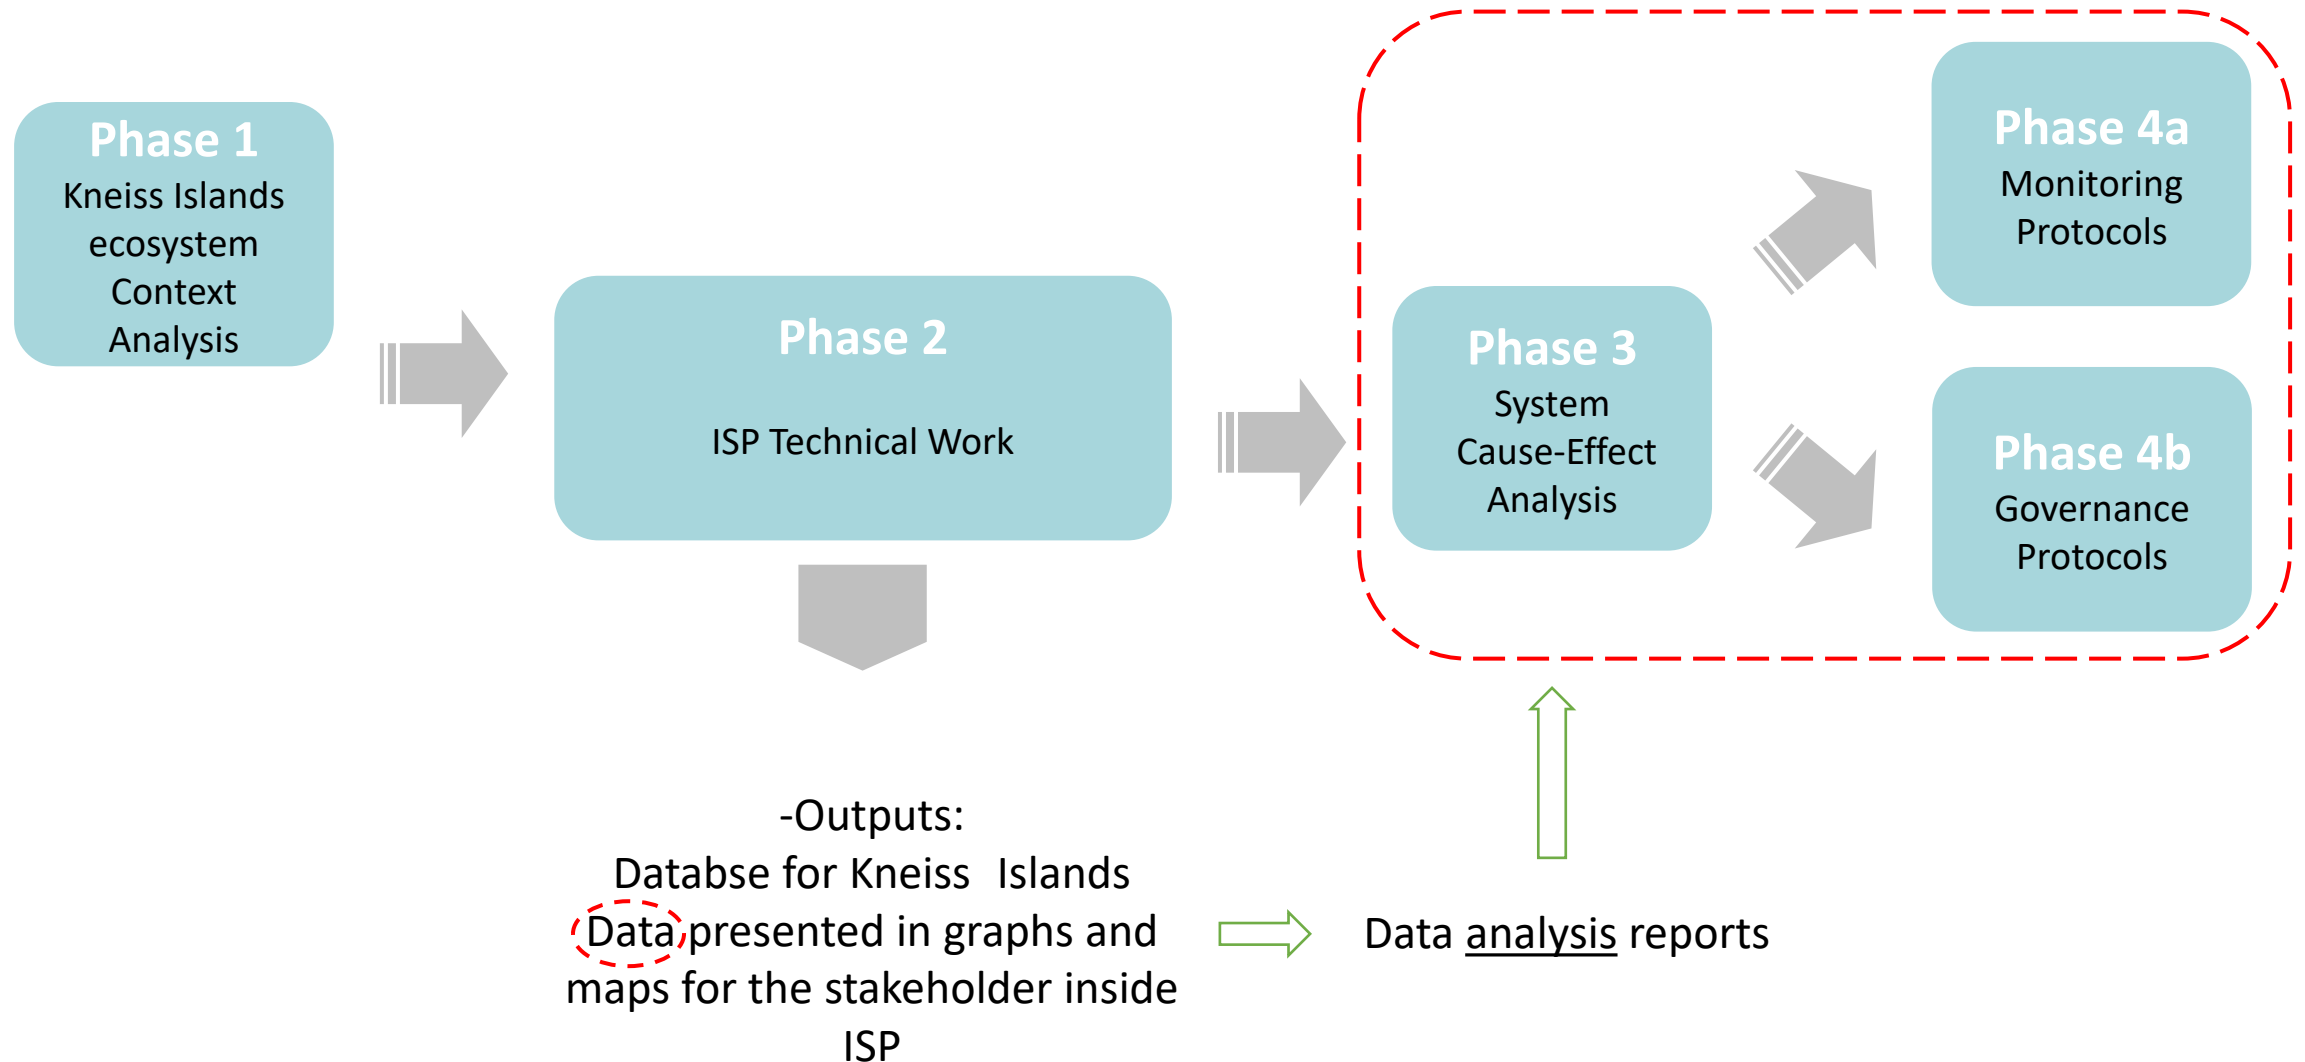 Phase 1
Kneiss Islands
ecosystem
Context
Analysis
Phase 2
ISP Technical Work
Phase 3
System
Cause-Effect
Analysis
Phase 4a
Monitoring
Protocols
Phase 4b
Governance
Protocols
-Outputs:
Databse for Kneiss Islands
Data presented in graphs and
maps for the stakeholder inside
ISP
Data analysis reports